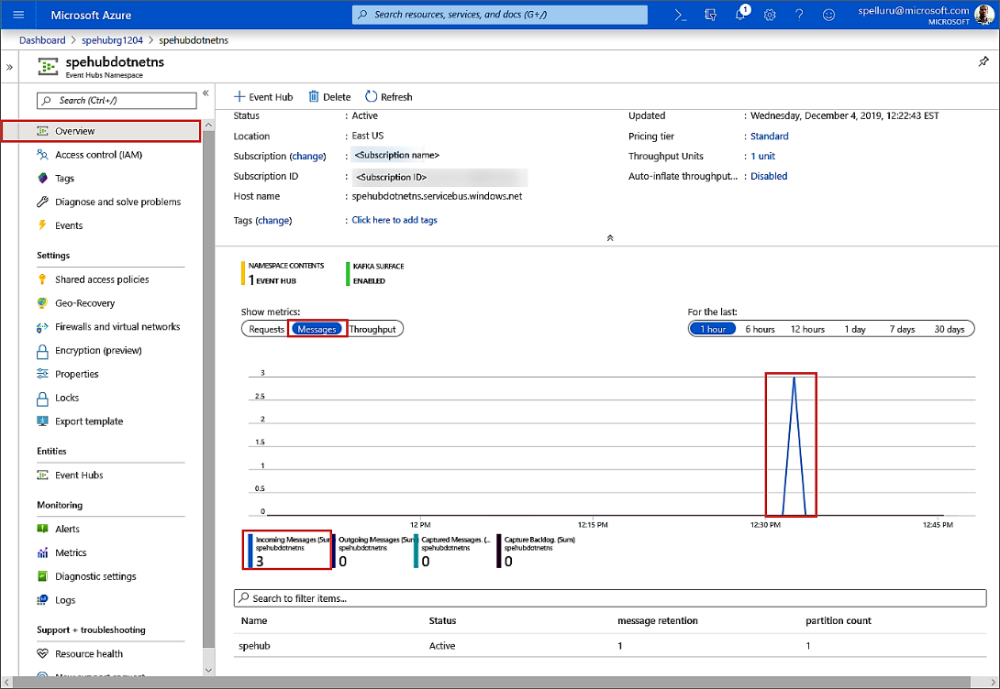 Microsoft Azure
Search resources, services, and docs (G+/)
1
spelluru@microsoft.com
MICROSOFT
Dashboard > spehubrg1204 > spehubdotnetns
spehubdotnetns
Event Hubs Namespace
Search (Ctrl+/)
Overview
Access control (IAM)
Tags
Diagnose and solve problems
Events
Settings
Shared access policies
Geo-Recovery
Firewalls and virtual networks
Encryption (preview)
Properties
Locks
Export template
Entities
Event Hubs
Monitoring
Alerts
Metrics
Diagnostic settings
Logs
Support + troubleshooting
Resource health
New support request
Event Hub Delete Refresh
Status : Active
Location : East US
Subscription (change) : <Subscription name>
Subscription ID : <Subscription ID>
Host name : spehubdotnetns.servicebus.windows.net
Tags (change) : Click here to add tags
Updated : Wednesday, December 4, 2019, 12:22:43 EST
Pricing tier : Standard
Throughput Units : 1 unit
Auto-inflate throughput... : Disabled
NAMESPACE CONTENTS
1 EVENT HUB
KAFKA SURFACE
ENABLED
Show metrics:
Requests Messages Throughput
For the last:
1 hour 6 hours 12 hours 1 day 7 days 30 days
3
2.5
2
1.5
1
0.5
0
12 PM 12:15 PM 12:30 PM 12:45 PM
Incoming Messages (Sum
spehubdotnetns
3
Outgoing Messages (Sum)
spehubdotnetns
0
Captured Messages. (...
spehubdotnetns
0
Capture Backlog. (Sum)
spehubdotnetns
0
Search to filter items...
Name Status message retention partition count
spehub Active 1 1